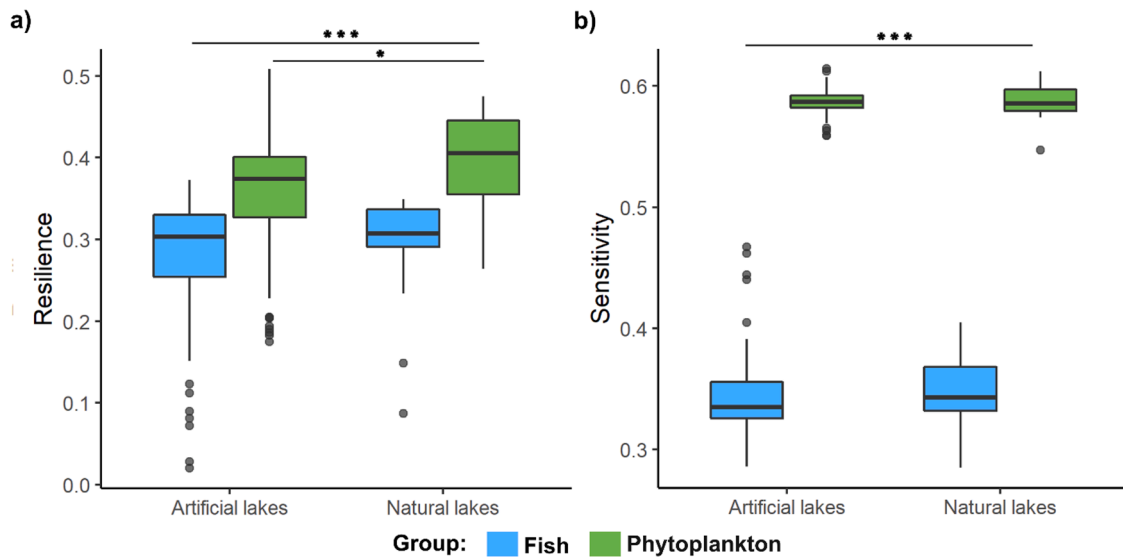 a)
b)
***
*
***
0.5
0.4
0.3
0.2
0.1
0.0
Resilience
Artificial lakes
Natural lakes
0.6
0.5
0.4
0.3
Sensitivity
Artificial lakes
Natural lakes
Group: Fish Phytoplankton